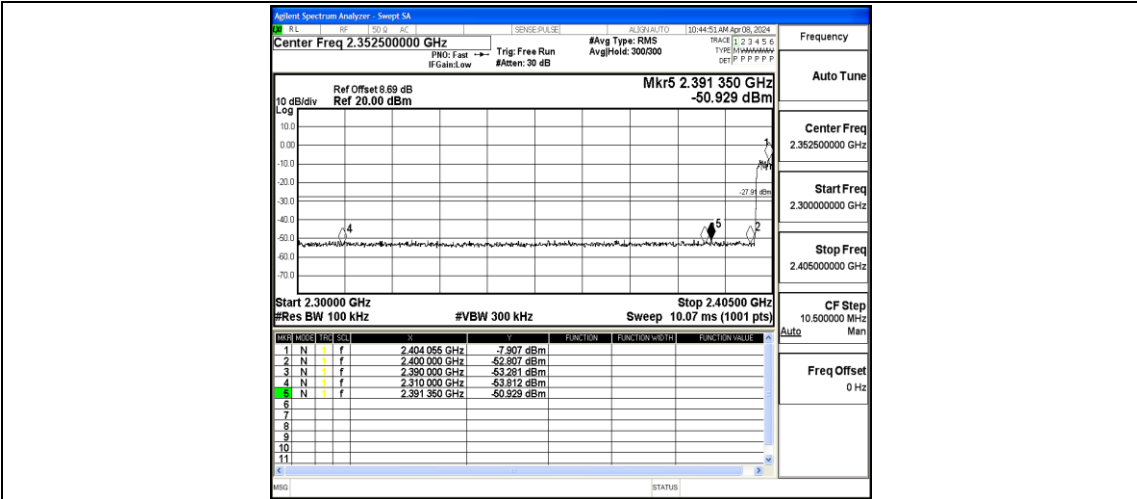 Agilent Spectrum Analyzer - Swept SA
RL RF 50 Ω AC SENSE:PULSE ALIGN AUTO 10:44:51 AM Apr 08, 2024
Center Freq 2.352500000 GHz
PNO: Fast
IFGain:Low
Trig: Free Run
#Atten: 30 dB
#Avg Type: RMS
Avg|Hold: 300/300
TRACE 1 2 3 4 5 6
TYPE M
DET P P P P P P
Frequency
Mkr5 2.391 350 GHz
-50.929 dBm
Ref Offset 8.69 dB
10 dB/div Ref 20.00 dBm
Log
10.0
0.00
-10.0
-20.0
-30.0
-40.0
-50.0
-60.0
-70.0
1
-27.91 dBm
4
5
2
Start 2.30000 GHz Stop 2.40500 GHz
#Res BW 100 kHz #VBW 300 kHz Sweep 10.07 ms (1001 pts)
MKR MODE TRC SCL X Y FUNCTION FUNCTION WIDTH FUNCTION VALUE
1 N 1 f 2.404 055 GHz -7.907 dBm
2 N 1 f 2.400 000 GHz -52.807 dBm
3 N 1 f 2.390 000 GHz -53.281 dBm
4 N 1 f 2.310 000 GHz -53.812 dBm
5 N 1 f 2.391 350 GHz -50.929 dBm
6
7
8
9
10
11
MSG STATUS
Auto Tune
Center Freq
2.352500000 GHz
Start Freq
2.300000000 GHz
Stop Freq
2.405000000 GHz
CF Step
10.500000 MHz
Auto Man
Freq Offset
0 Hz